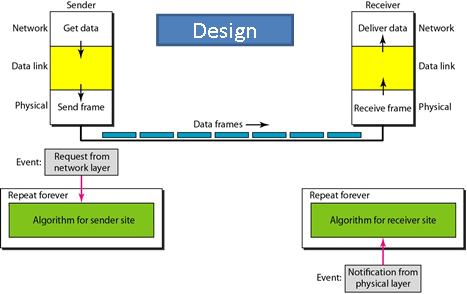 Sender
Receiver
Design
Network
Get data
Deliver data
Network
Data link
Data link
Physical
Send frame
Receive frame
Physical
Data frames
Event:
Request from
network layer
Repeat forever
Algorithm for sender site
Repeat forever
Algorithm for receiver site
Event:
Notification from
physical layer